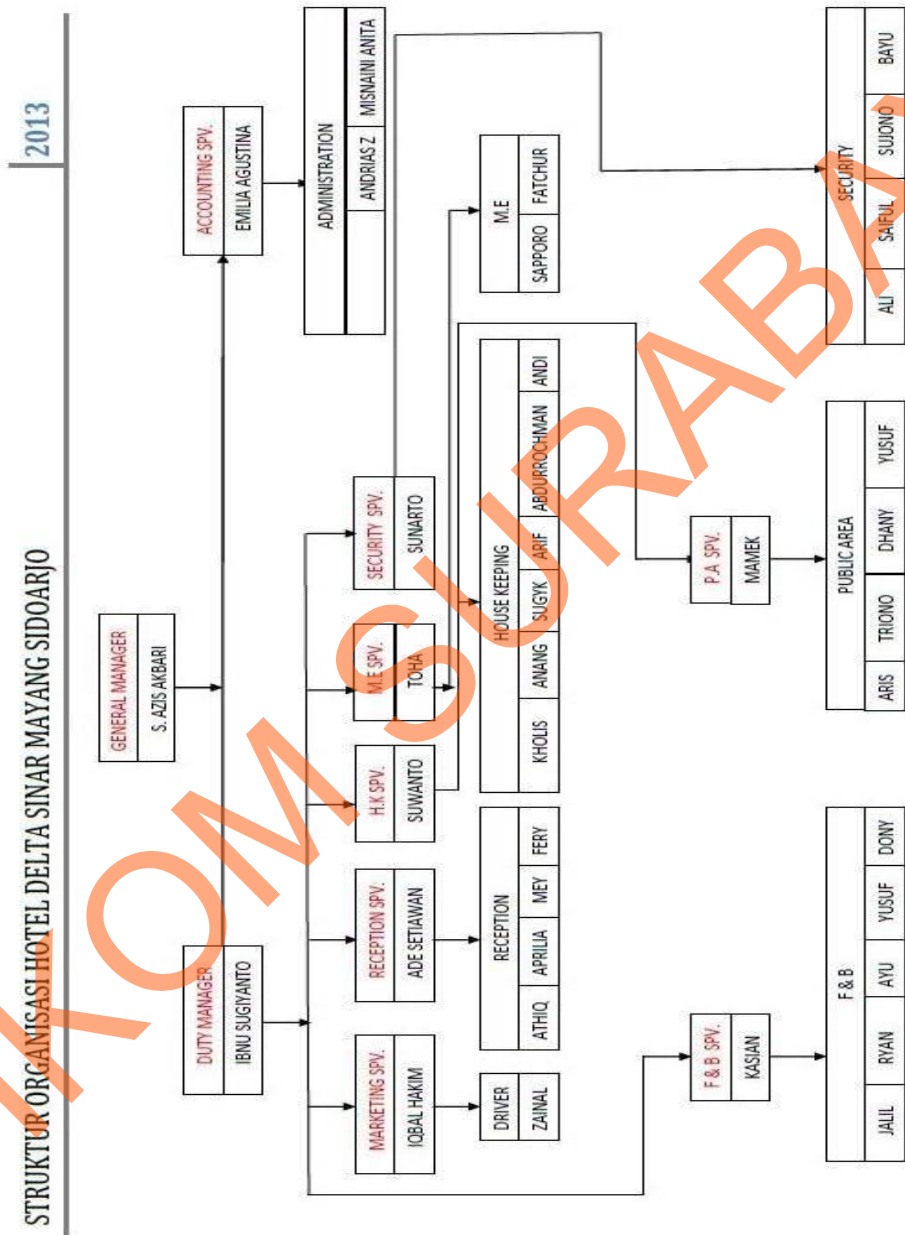 STRUKTUR ORGANISASI HOTEL DELTA SINAR MAYANG SIDOARJO
2013
GENERAL MANAGER
S. AZIS AKBARI
DUTY MANAGER
IBNU SUGIYANTO
ACCOUNTING SPV.
EMILIA AGUSTINA
MARKETING SPV.
IQBAL HAKIM
RECEPTION SPV.
ADE SETIAWAN
H.K SPV.
SUWANTO
M.E SPV.
TOHA
SECURITY SPV.
SUNARTO
ADMINISTRATION
ANDRIAS Z MISNAINI ANITA
DRIVER
ZAINAL
RECEPTION
ATHIQ APRILIA MEY FERY
HOUSE KEEPING
KHOLIS ANANG SUGYK ARIF ABDURROCHMAN ANDI
M.E
SAPPORO FATCHUR
F & B SPV.
KASIAN
P.A SPV.
MAMEK
F & B
JALIL RYAN AYU YUSUF DONY
PUBLIC AREA
ARIS TRIONO DHANY YUSUF
SECURITY
ALI SAIFUL SUJONO BAYU
KOM SURABAYA